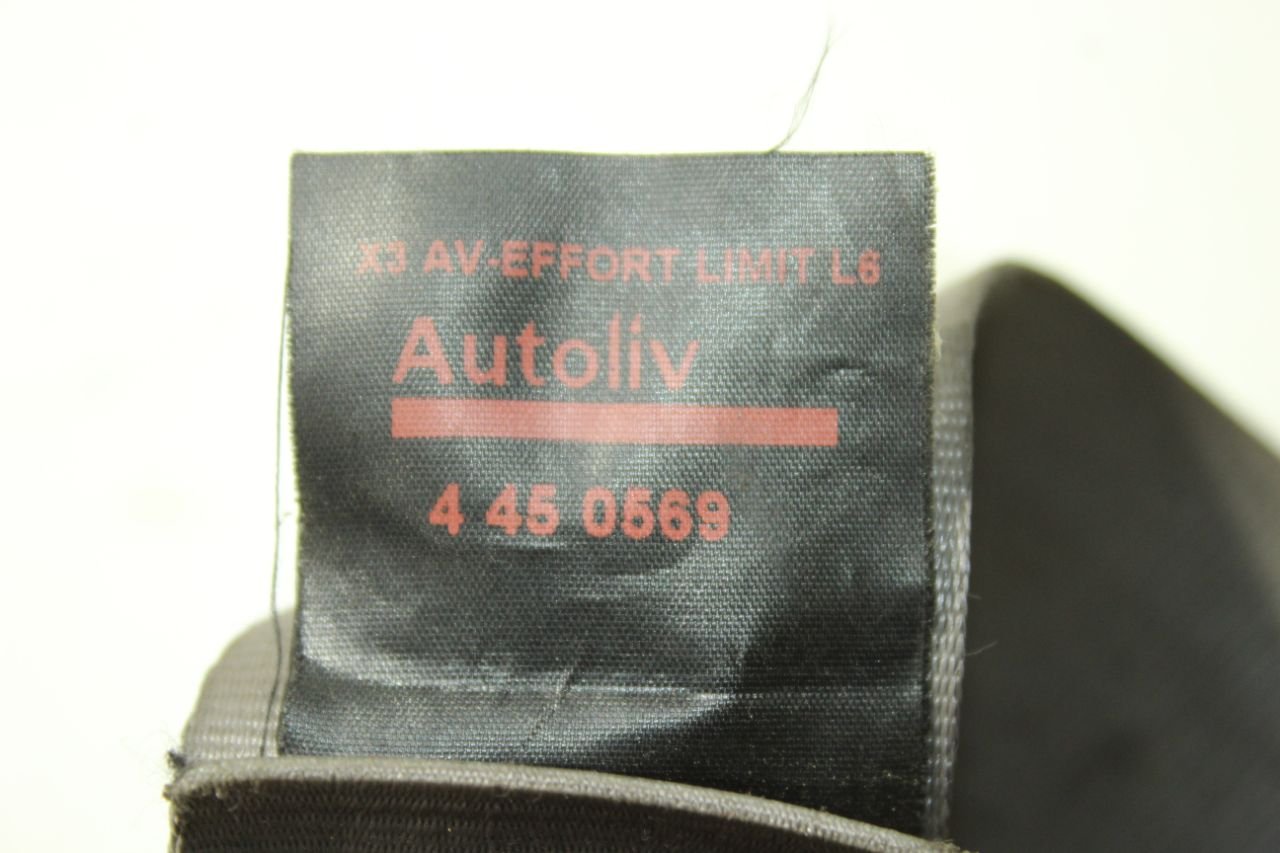 X3 AV-EFFORT LIMIT L6
Autoliv
4 45 0569